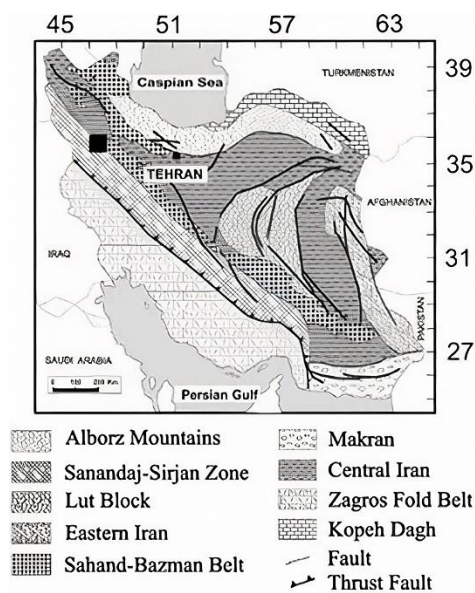 45 51 57 63
39
35
31
27
Caspian Sea
TURKMENISTAN
TEHRAN
AFGHANISTAN
IRAQ
PAKISTAN
SAUDI ARABIA
Persian Gulf
Alborz Mountains
Sanandaj-Sirjan Zone
Lut Block
Eastern Iran
Sahand-Bazman Belt
Makran
Central Iran
Zagros Fold Belt
Kopeh Dagh
Fault
Thrust Fault